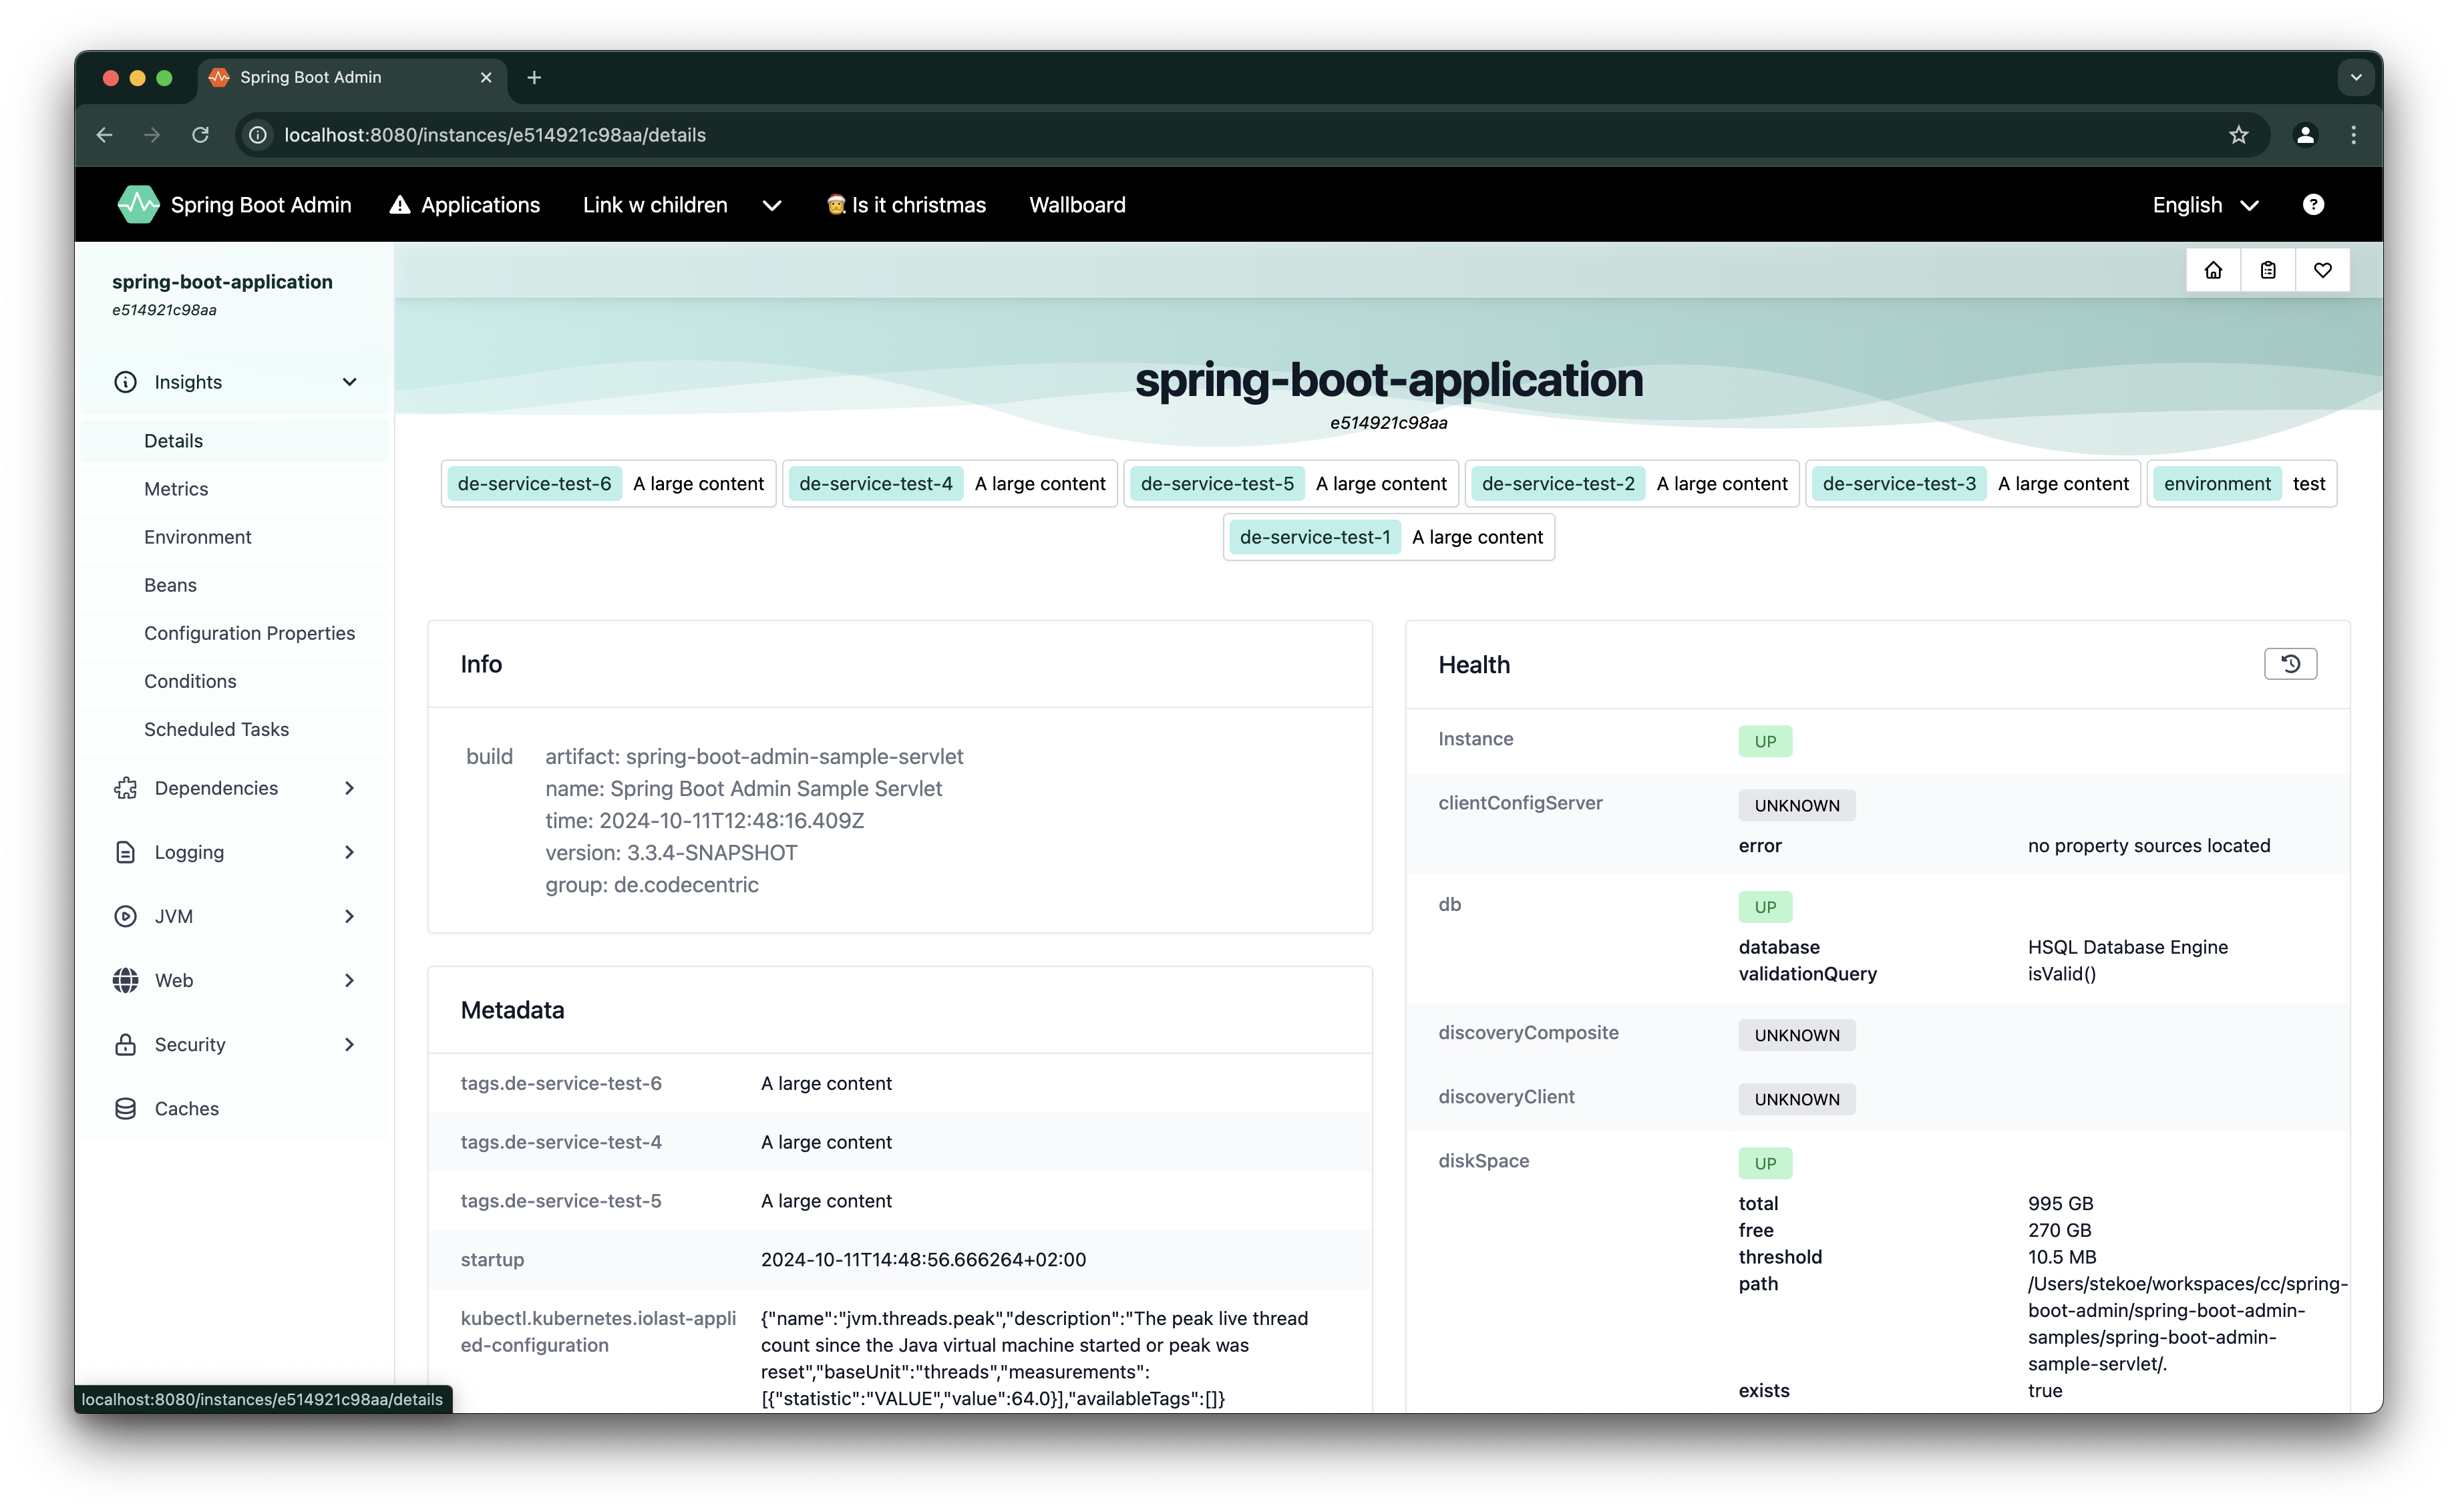 Spring Boot Admin
localhost:8080/instances/e514921c98aa/details
Spring Boot Admin Applications Link w children Is it christmas Wallboard English
spring-boot-application
e514921c98aa
Insights
Details
Metrics
Environment
Beans
Configuration Properties
Conditions
Scheduled Tasks
Dependencies
Logging
JVM
Web
Security
Caches
spring-boot-application
e514921c98aa
de-service-test-6 A large content de-service-test-4 A large content de-service-test-5 A large content de-service-test-2 A large content de-service-test-3 A large content environment test
de-service-test-1 A large content
Info
build artifact: spring-boot-admin-sample-servlet
name: Spring Boot Admin Sample Servlet
time: 2024-10-11T12:48:16.409Z
version: 3.3.4-SNAPSHOT
group: de.codecentric
Metadata
tags.de-service-test-6 A large content
tags.de-service-test-4 A large content
tags.de-service-test-5 A large content
startup 2024-10-11T14:48:56.666264+02:00
kubectl.kubernetes.iolast-appli {"name":"jvm.threads.peak","description":"The peak live thread
ed-configuration count since the Java virtual machine started or peak was
reset","baseUnit":"threads","measurements":
[{"statistic":"VALUE","value":64.0}],"availableTags":[]}
Health
Instance UP
clientConfigServer UNKNOWN
error no property sources located
db UP
database HSQL Database Engine
validationQuery isValid()
discoveryComposite UNKNOWN
discoveryClient UNKNOWN
diskSpace UP
total 995 GB
free 270 GB
threshold 10.5 MB
path /Users/stekoe/workspaces/cc/spring-
boot-admin/spring-boot-admin-
samples/spring-boot-admin-
sample-servlet/.
exists true
localhost:8080/instances/e514921c98aa/details